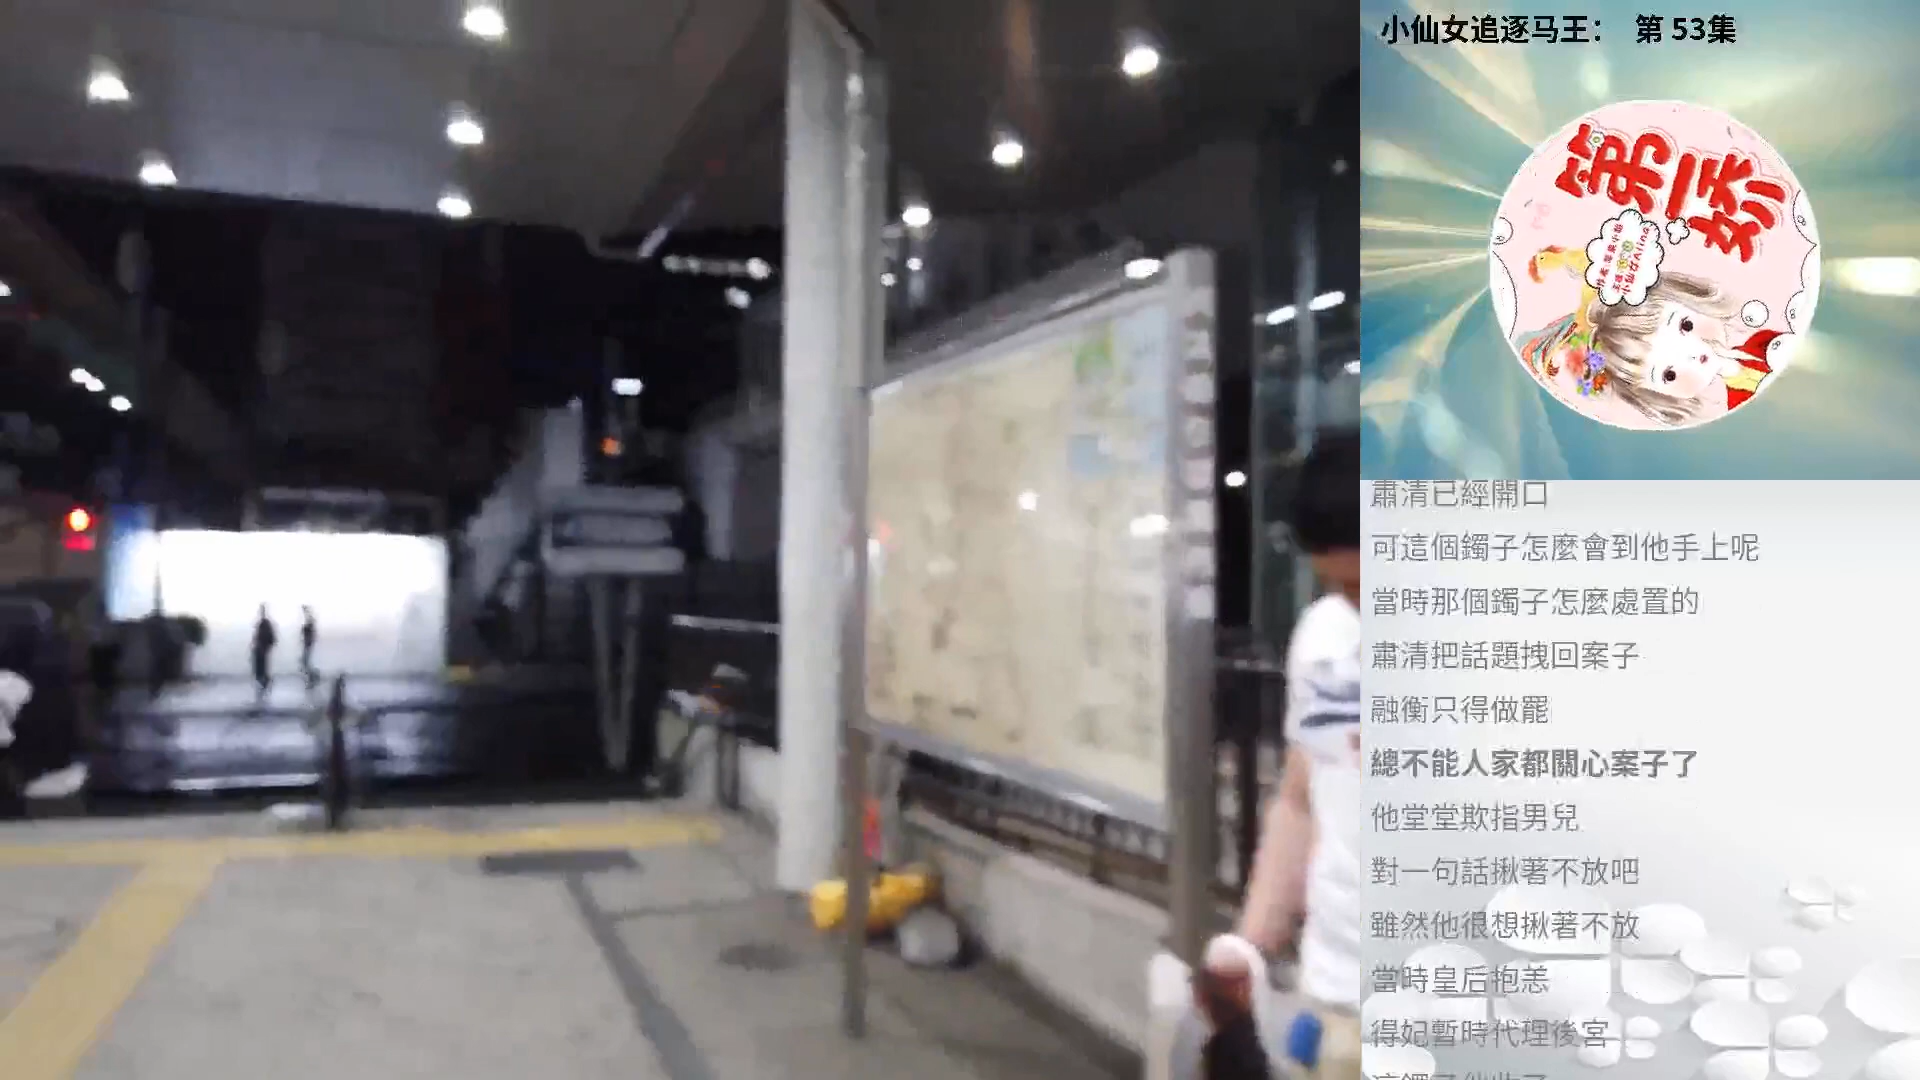 小仙女追逐马王： 第 53集
第一娇
肅清已經開口
可這個鐲子怎麼會到他手上呢
當時那個鐲子怎麼處置的
肅清把話題拽回案子
融衡只得做罷
總不能人家都關心案子了
他堂堂欺指男兒
對一句話揪著不放吧
雖然他很想揪著不放
當時皇后抱恙
得妃暫時代理後宮